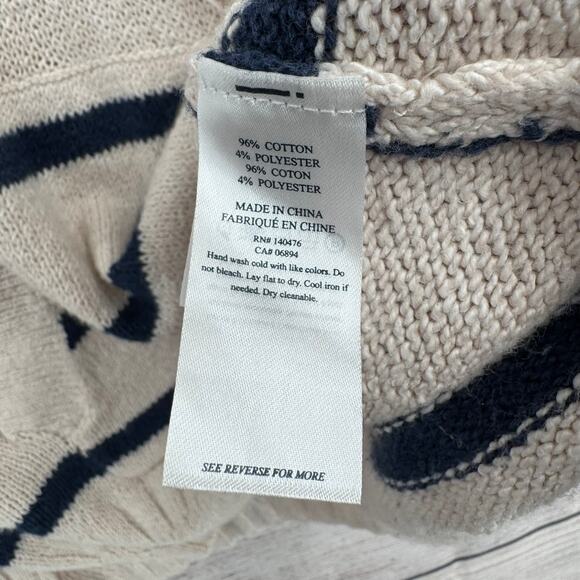 96% COTTON
4% POLYESTER
96% COTON
4% POLYESTER
MADE IN CHINA
FABRIQUÉ EN CHINE
RN# 140476
CA# 06894
Hand wash cold with like colors. Do
not bleach. Lay flat to dry. Cool iron if
needed. Dry cleanable.
SEE REVERSE FOR MORE